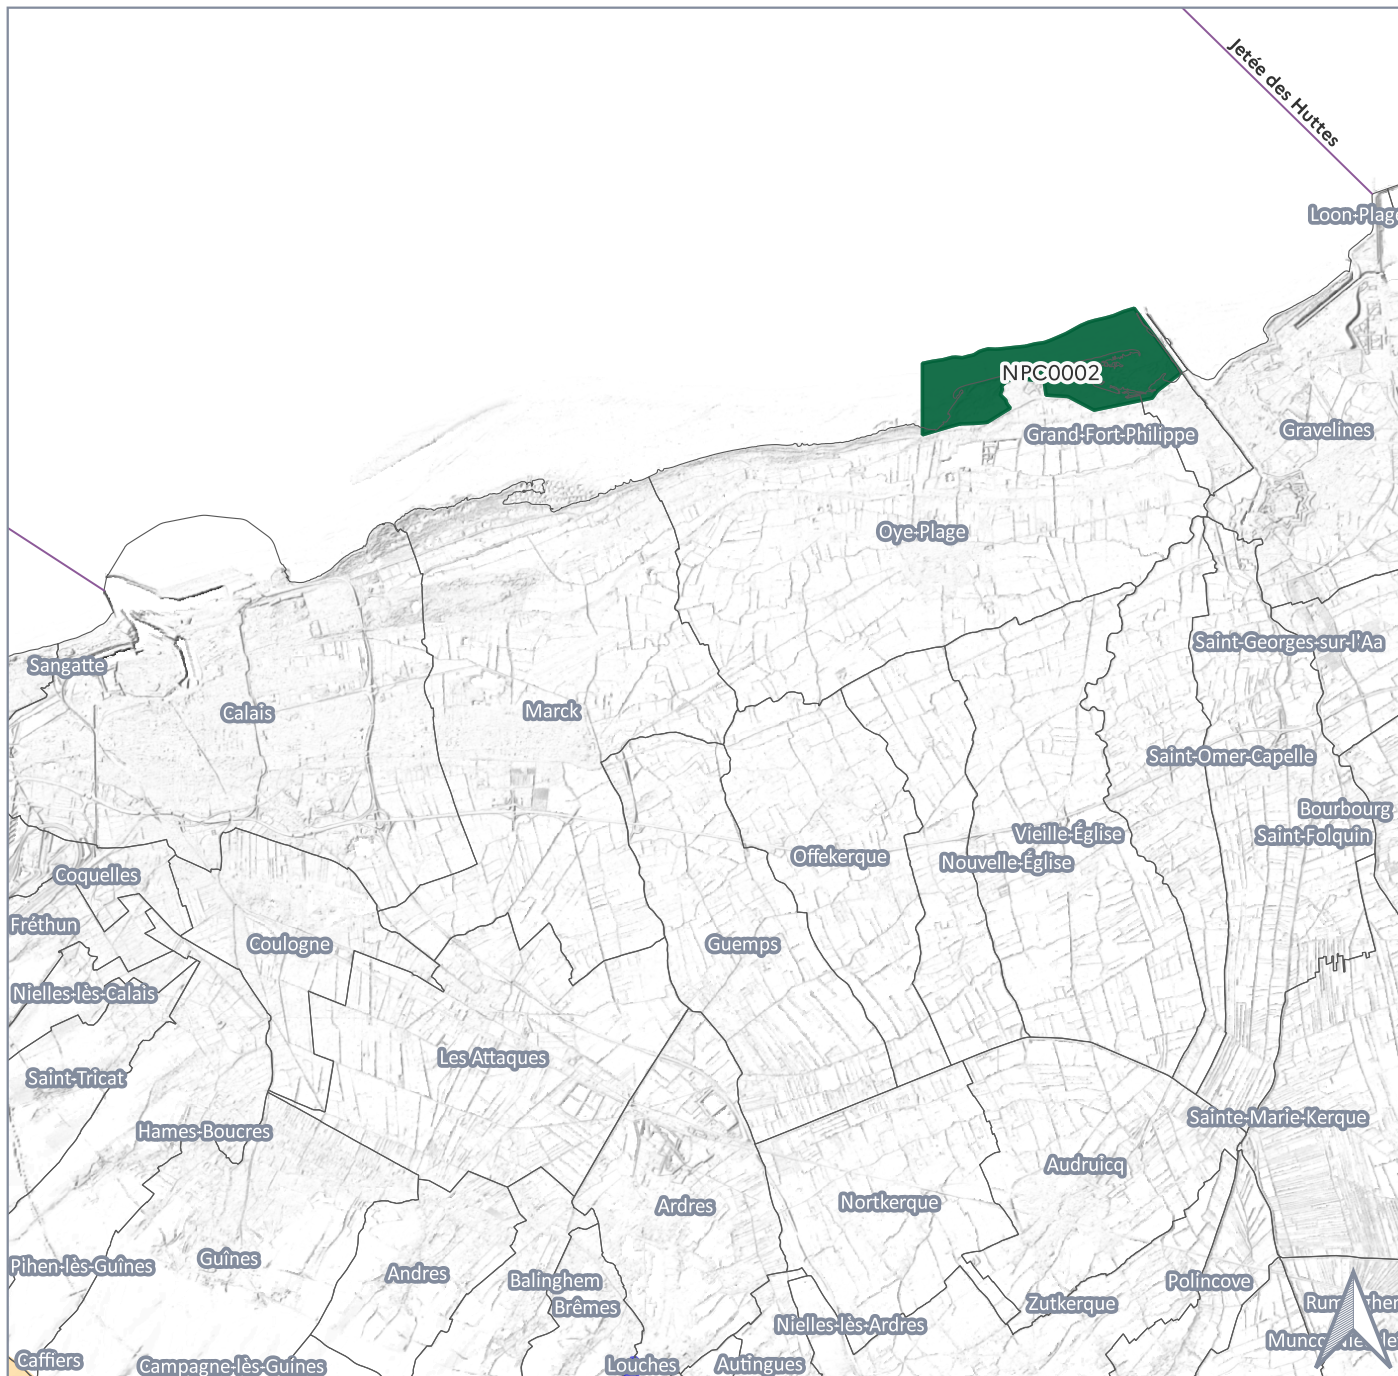 Jetée des Huttes
Loon-Plage
NPC0002
Grand-Fort-Philippe
Gravelines
Oye-Plage
Saint-Georges-sur-l'Aa
Sangatte
Calais
Marck
Saint-Omer-Capelle
Bourbourg
Vieille-Église
Saint-Folquin
Offekerque
Nouvelle-Église
Coquelles
Fréthun
Coulogne
Guemps
Nielles-lès-Calais
Les Attaques
Saint-Tricat
Sainte-Marie-Kerque
Hames-Boucres
Audruicq
Nortkerque
Ardres
Guînes
Pihen-lès-Guînes
Andres
Balinghem
Polincove
Brêmes
Zutkerque
Nielles-lès-Ardres
Caffiers
Campagne-lès-Guînes
Louches
Autingues